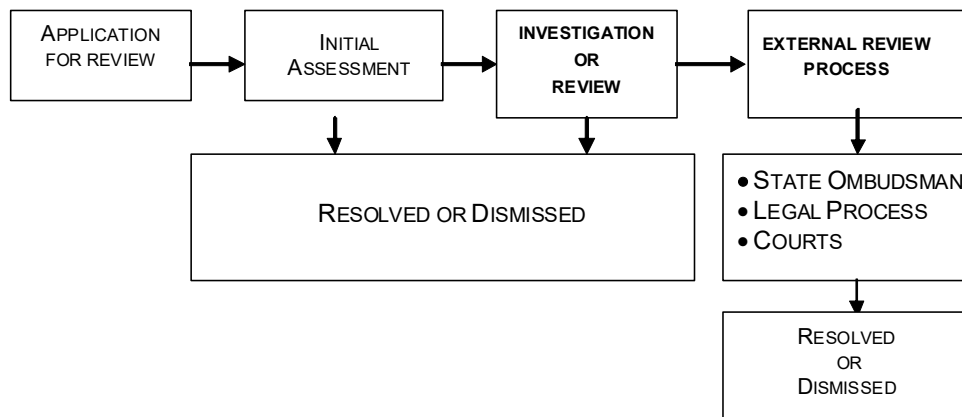 APPLICATION
FOR REVIEW
INITIAL
ASSESSMENT
INVESTIGATION
OR
REVIEW
EXTERNAL REVIEW
PROCESS
RESOLVED OR DISMISSED
• STATE OMBUDSMAN
• LEGAL PROCESS
• COURTS
RESOLVED
OR
DISMISSED